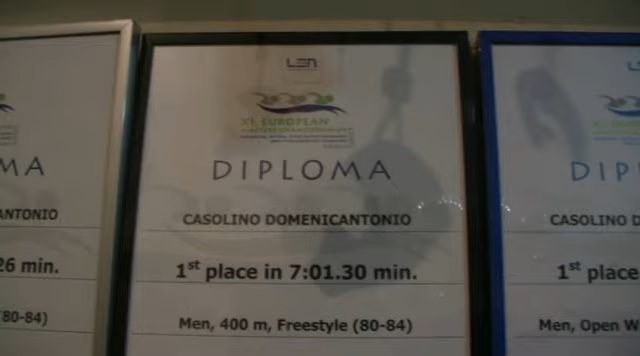 LEN
XI. EUROPEAN
DIPLOMA
CASOLINO DOMENICANTONIO
1st place in 7:01.30 min.
Men, 400 m, Freestyle (80-84)
MA
ANTONIO
26 min.
(80-84)
DIP
CASOLINO D
1st place
Men, Open W